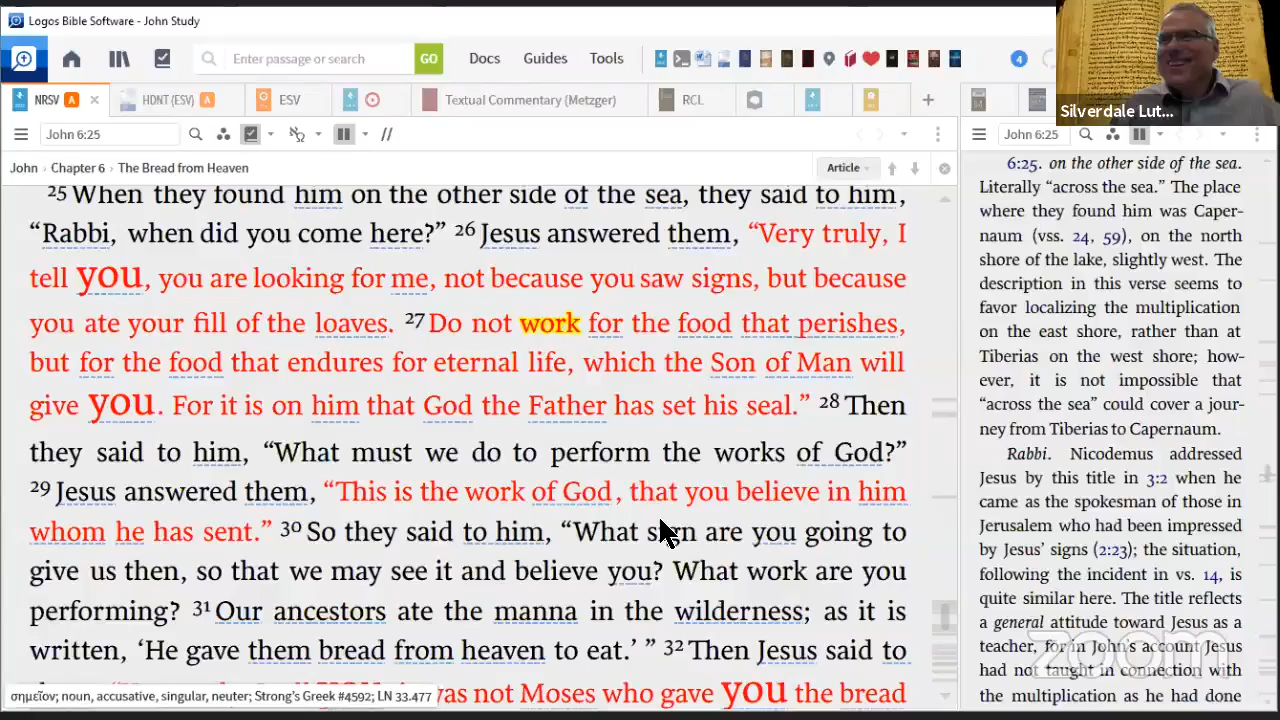 Logos Bible Software - John Study
Enter passage or search
GO
Docs
Guides
Tools
4
Silverdale Lut...
NRSV A
HDNT (ESV) A
ESV
Textual Commentary (Metzger)
RCL
John 6:25
John 6:25
John › Chapter 6 › The Bread from Heaven
Article
25 When they found him on the other side of the sea, they said to him,
“Rabbi, when did you come here?” 26 Jesus answered them, “Very truly, I
tell you, you are looking for me, not because you saw signs, but because
you ate your fill of the loaves. 27 Do not work for the food that perishes,
but for the food that endures for eternal life, which the Son of Man will
give you. For it is on him that God the Father has set his seal.” 28 Then
they said to him, “What must we do to perform the works of God?”
29 Jesus answered them, “This is the work of God, that you believe in him
whom he has sent.” 30 So they said to him, “What sign are you going to
give us then, so that we may see it and believe you? What work are you
performing? 31 Our ancestors ate the manna in the wilderness; as it is
written, ‘He gave them bread from heaven to eat.’ ” 32 Then Jesus said to
was not Moses who gave you the bread
σημεῖον; noun, accusative, singular, neuter; Strong’s Greek #4592; LN 33.477
6:25. on the other side of the sea.
Literally “across the sea.” The place
where they found him was Caper-
naum (vss. 24, 59), on the north
shore of the lake, slightly west. The
description in this verse seems to
favor localizing the multiplication
on the east shore, rather than at
Tiberias on the west shore; how-
ever, it is not impossible that
“across the sea” could cover a jour-
ney from Tiberias to Capernaum.
Rabbi. Nicodemus addressed
Jesus by this title in 3:2 when he
came as the spokesman of those in
Jerusalem who had been impressed
by Jesus’ signs (2:23); the situation,
following the incident in vs. 14, is
quite similar here. The title reflects
a general attitude toward Jesus as a
teacher, for in John’s account Jesus
had not taught in connection with
the multiplication as he had done
zoom